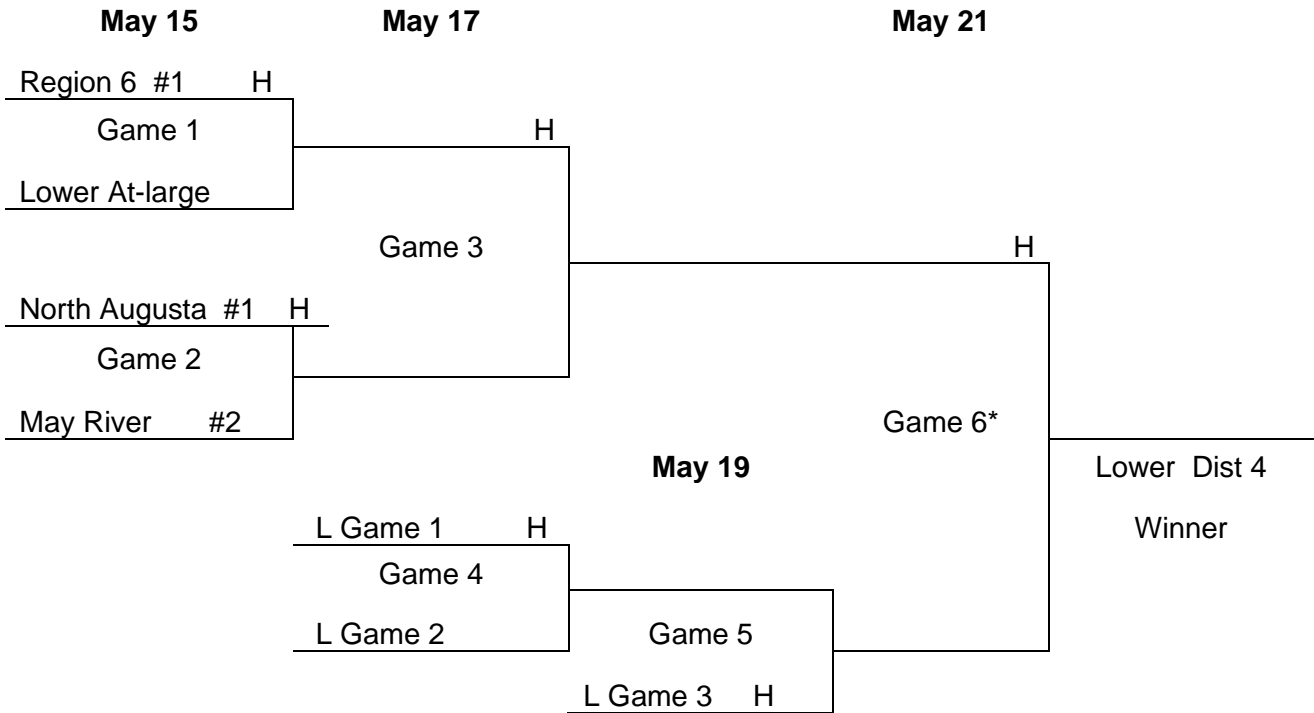 May 15 May 17 May 21
Region 6 #1 H
Game 1 H
Lower At-large
Game 3 H
North Augusta #1 H
Game 2
May River #2 Game 6*
May 19 Lower Dist 4
L Game 1 H Winner
Game 4
L Game 2 Game 5
L Game 3 H